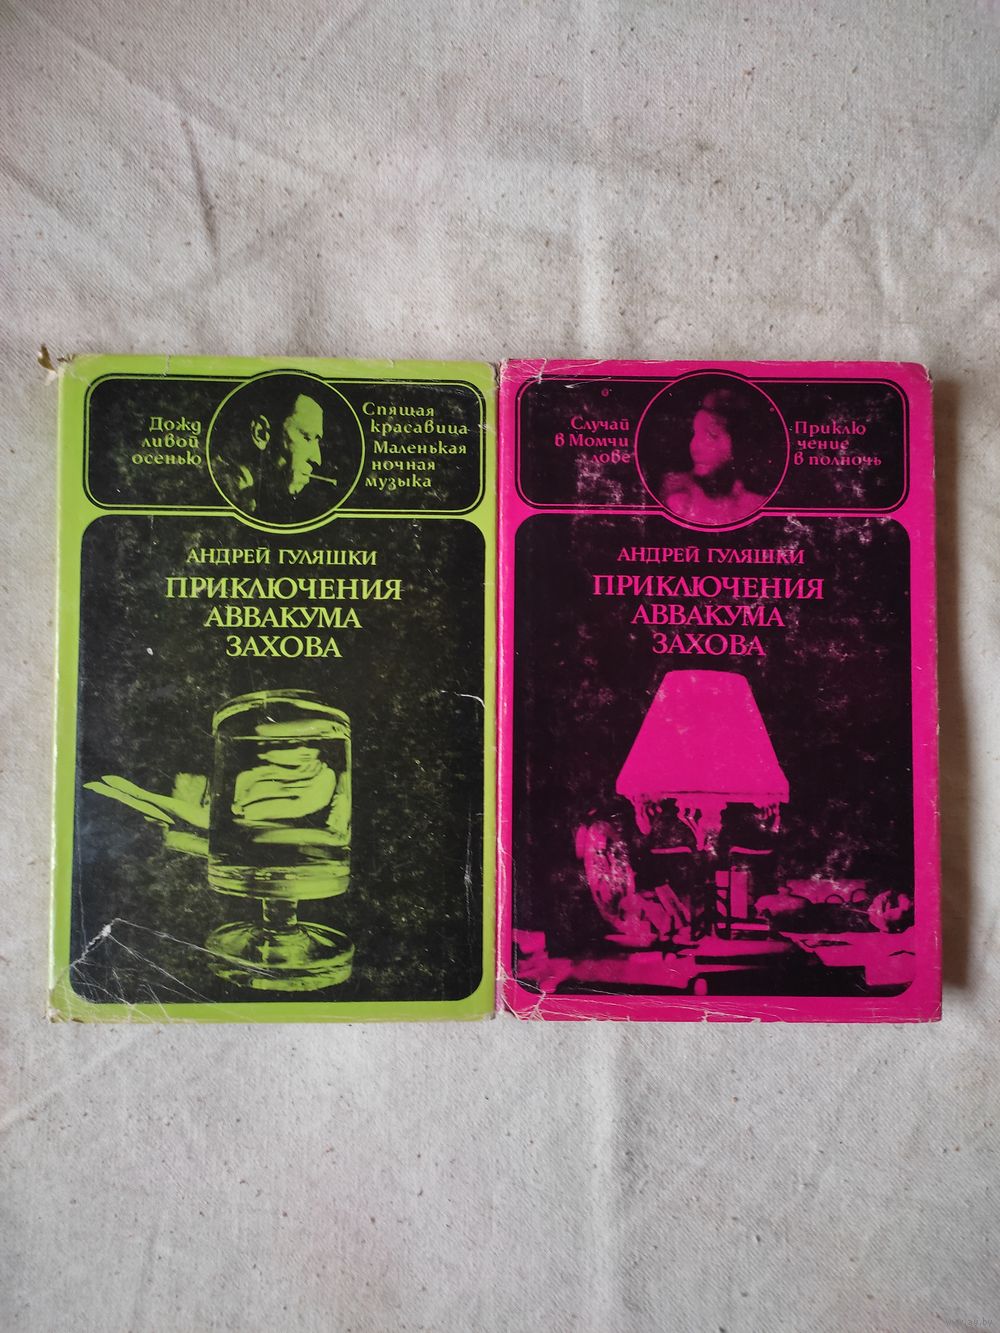 Дожд
ливой
осенью
Спящая
красавица
Маленькая
ночная
музыка
АНДРЕЙ ГУЛЯШКИ
ПРИКЛЮЧЕНИЯ
АВВАКУМА
ЗАХОВА
Случай
в Момчи
лове
Приклю
чение
в полночь
АНДРЕЙ ГУЛЯШКИ
ПРИКЛЮЧЕНИЯ
АВВАКУМА
ЗАХОВА